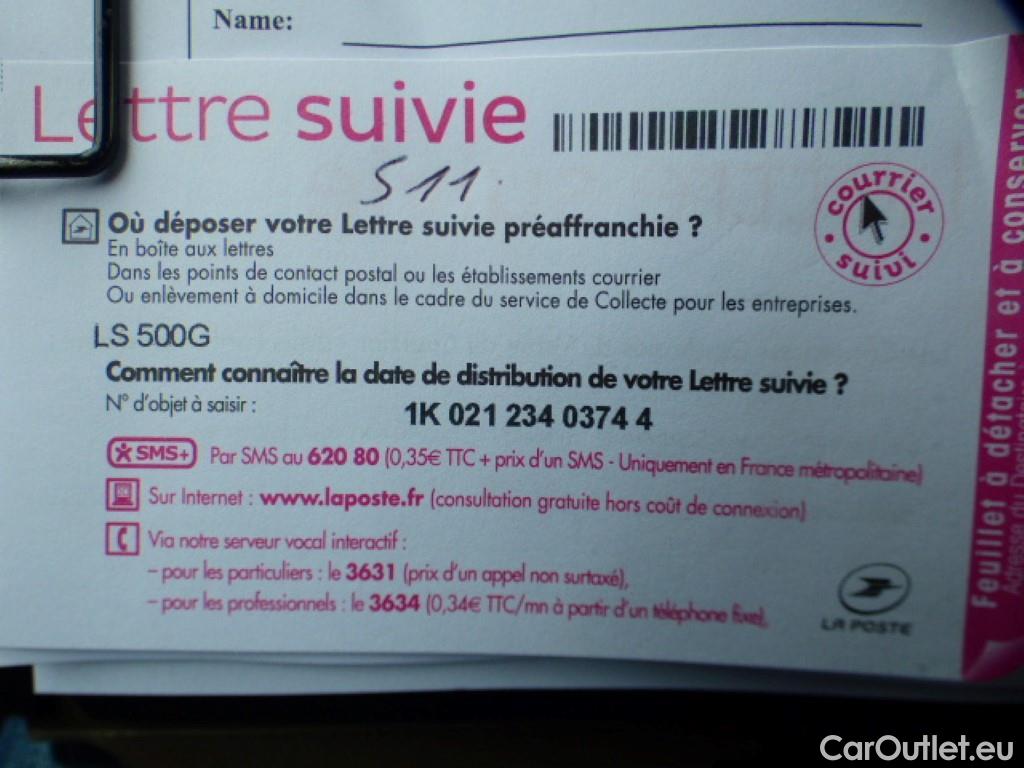 Name:
Lettre suivie
S11.
courrier
suivi
Où déposer votre Lettre suivie préaffranchie ?
En boîte aux lettres
Dans les points de contact postal ou les établissements courrier
Ou enlèvement à domicile dans le cadre du service de Collecte pour les entreprises.
LS 500G
Comment connaître la date de distribution de votre Lettre suivie ?
N° d'objet à saisir :
1K 021 234 0374 4
SMS+ Par SMS au 620 80 (0,35€ TTC + prix d'un SMS - Uniquement en France métropolitaine)
Sur Internet : www.laposte.fr (consultation gratuite hors coût de connexion)
Via notre serveur vocal interactif :
– pour les particuliers : le 3631 (prix d'un appel non surtaxé),
– pour les professionnels : le 3634 (0,34€ TTC/mn à partir d'un téléphone fixe),
LA POSTE
Feuillet à détacher et à conserver
Adresse du Destinataire
CarOutlet.eu